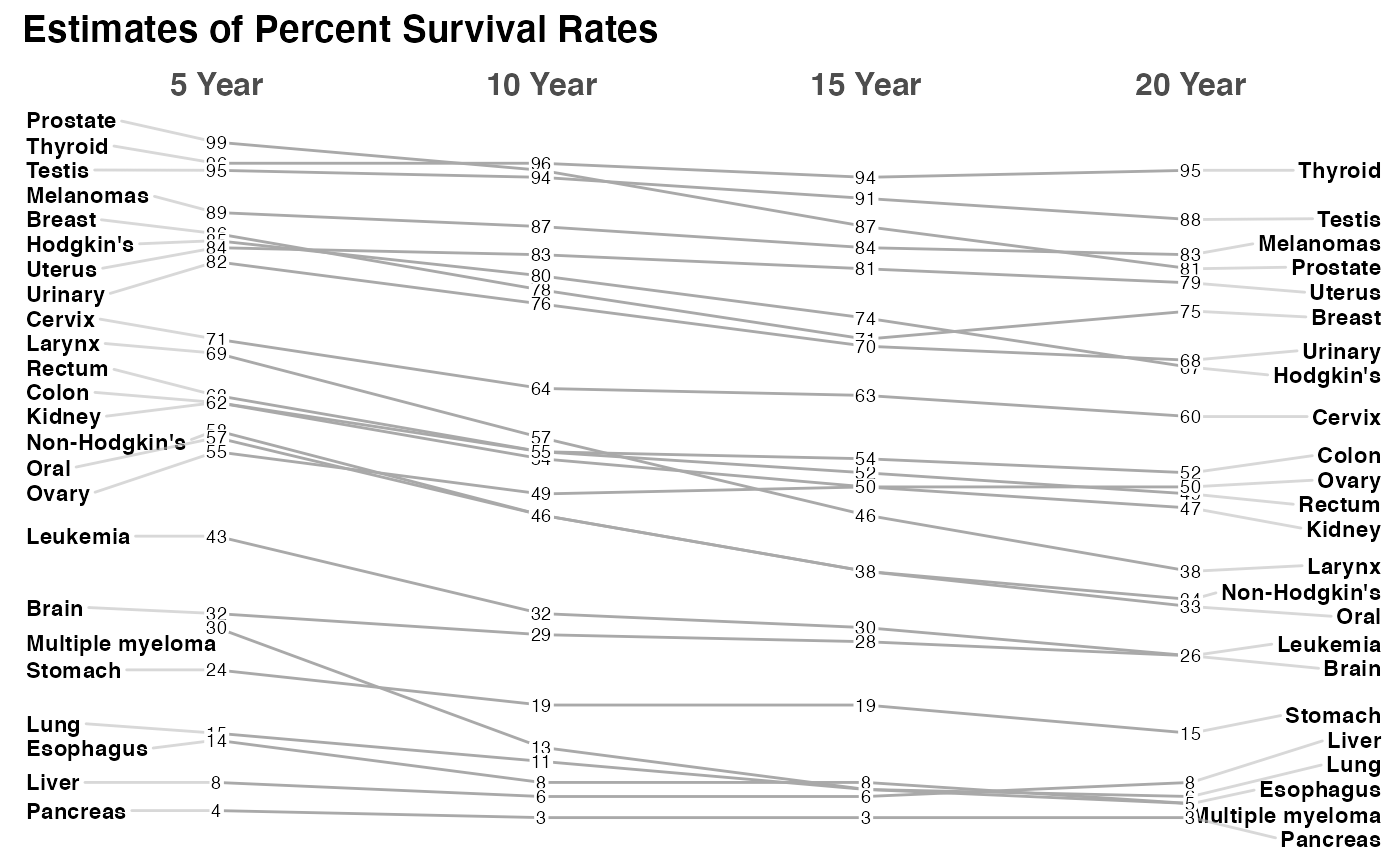 Estimates of Percent Survival Rates
5 Year 10 Year 15 Year 20 Year
Prostate
99
Thyroid
96
94
95
Thyroid
Testis 95
94
91
Melanomas
89
87
87
88 Testis
Breast
Hodgkin's
84
83
84
83 Melanomas
Uterus
82
80
81
81 Prostate
Urinary
78
79 Uterus
76
74
75 Breast
Cervix
71
70
68 Urinary
Larynx 69
Hodgkin's
Rectum
64
63
Colon
62
60 Cervix
Kidney
57
Non-Hodgkin's
57
55
54
Colon
Oral
55
52
52
Ovary
49
50
50 Ovary
Rectum
47 Kidney
46
46
Leukemia 43
38
38 Larynx
Non-Hodgkin's
Brain
32
32
33 Oral
30
30
Multiple myeloma
29
28
Leukemia
26
Brain
Stomach 24
19
19
Stomach
Lung
15
Liver
Esophagus 14
13
11
Lung
Liver 8
8
8
8
Esophagus
6
6
5
Multiple myeloma
Pancreas 4
3
3
3
Pancreas